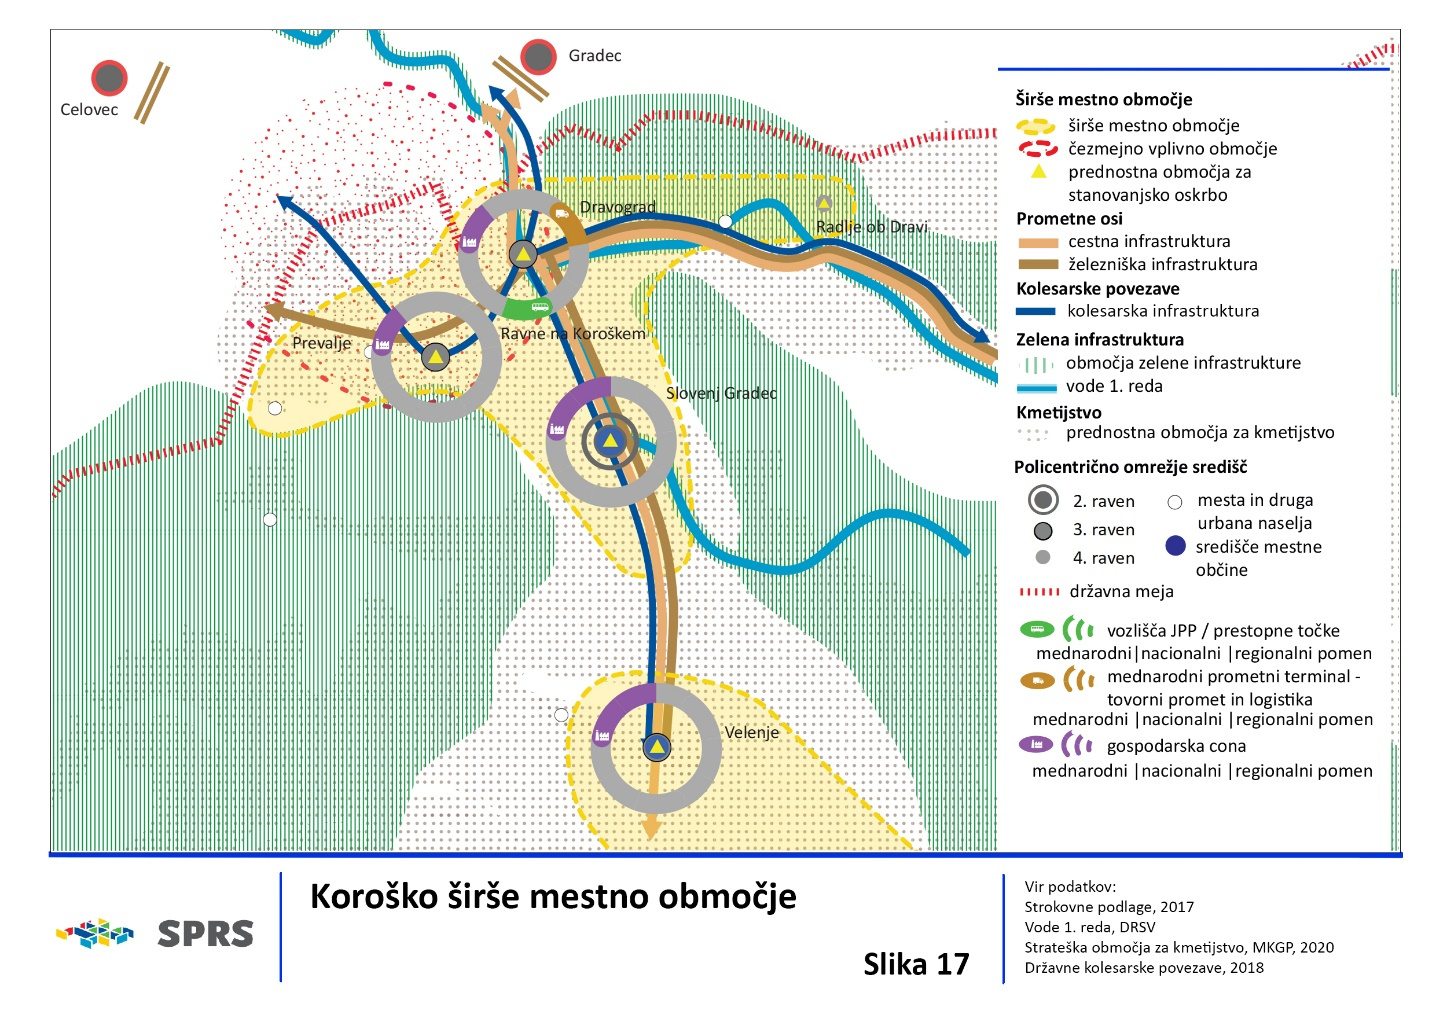 Gradec
Celovec
Dravograd
Radlje ob Dravi
Ravne na Koroškem
Prevalje
Slovenj Gradec
Velenje
Širše mestno območje
širše mestno območje
čezmejno vplivno območje
prednostna območja za
stanovanjsko oskrbo
Prometne osi
cestna infrastruktura
železniška infrastruktura
Kolesarske povezave
kolesarska infrastruktura
Zelena infrastruktura
območja zelene infrastrukture
vode 1. reda
Kmetijstvo
prednostna območja za kmetijstvo
Policentrično omrežje središč
2. raven
3. raven
4. raven
mesta in druga
urbana naselja
središče mestne
občine
državna meja
vozlišča JPP / prestopne točke
mednarodni|nacionalni |regionalni pomen
mednarodni prometni terminal -
tovorni promet in logistika
mednarodni |nacionalni |regionalni pomen
gospodarska cona
mednarodni |nacionalni |regionalni pomen
SPRS
Koroško širše mestno območje
Slika 17
Vir podatkov:
Strokovne podlage, 2017
Vode 1. reda, DRSV
Strateška območja za kmetijstvo, MKGP, 2020
Državne kolesarske povezave, 2018